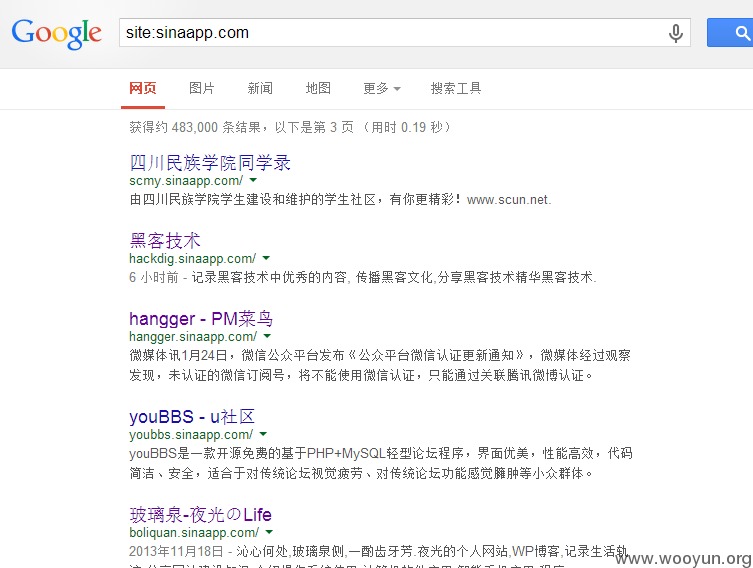 Google
site:sinaapp.com
网页 图片 新闻 地图 更多 搜索工具
获得约 483,000 条结果，以下是第 3 页 （用时 0.19 秒）
四川民族学院同学录
scmy.sinaapp.com/
由四川民族学院学生建设和维护的学生社区，有你更精彩！www.scun.net.
黑客技术
hackdig.sinaapp.com/
6 小时前 - 记录黑客技术中优秀的内容, 传播黑客文化,分享黑客技术精华黑客技术.
hangger - PM菜鸟
hangger.sinaapp.com/
微媒体讯1月24日，微信公众平台发布《公众平台微信认证更新通知》，微媒体经过观察
发现，未认证的微信订阅号，将不能使用微信认证，只能通过关联腾讯微博认证。
youBBS - u社区
youbbs.sinaapp.com/
youBBS是一款开源免费的基于PHP+MySQL轻型论坛程序，界面优美，性能高效，代码
简洁、安全，适合于对传统论坛视觉疲劳、对传统论坛功能感觉臃肿等小众群体。
玻璃泉-夜光のLife
boliquan.sinaapp.com/
2013年11月18日 - 沁心何处,玻璃泉侧,一酌齿牙芬.夜光的个人网站,WP博客,记录生活轨
www.wooyun.org